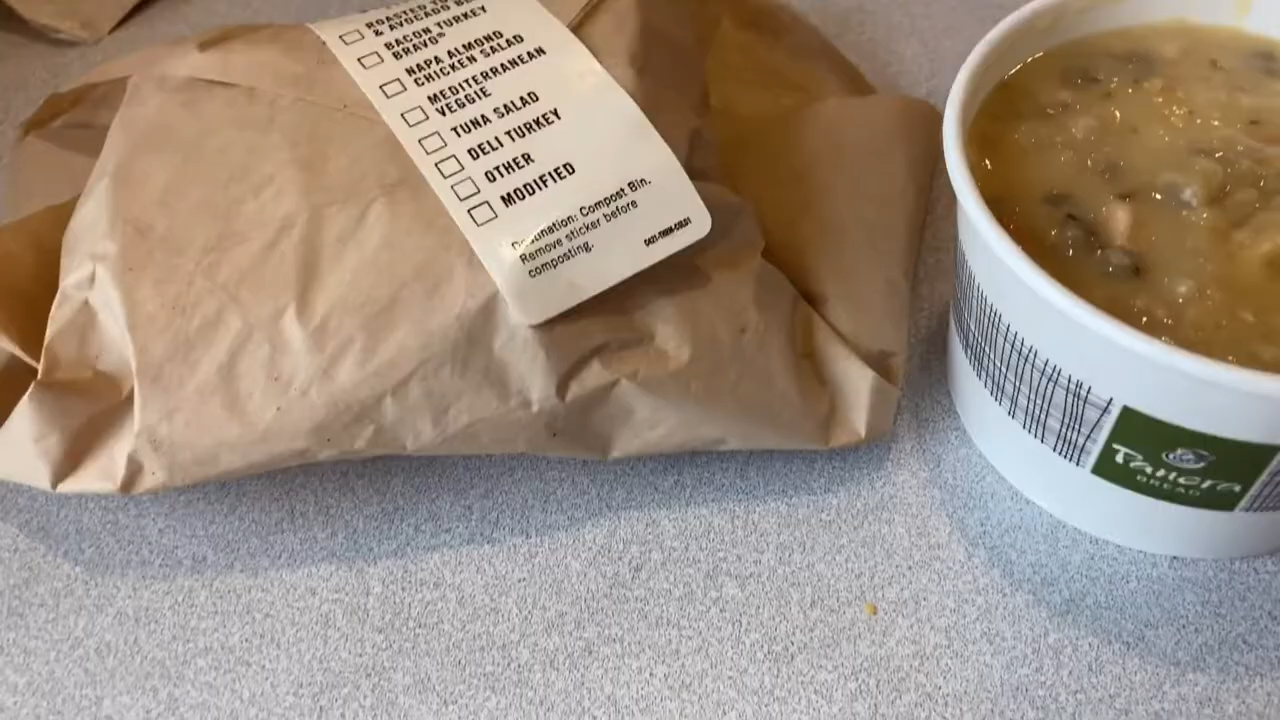 ROASTED
& AVOCADO
BACON TURKEY
BRAVO®
NAPA ALMOND
CHICKEN SALAD
MEDITERRANEAN
VEGGIE
TUNA SALAD
DELI TURKEY
OTHER
MODIFIED
Destination: Compost Bin.
Remove sticker before
composting.
Panera
BREAD